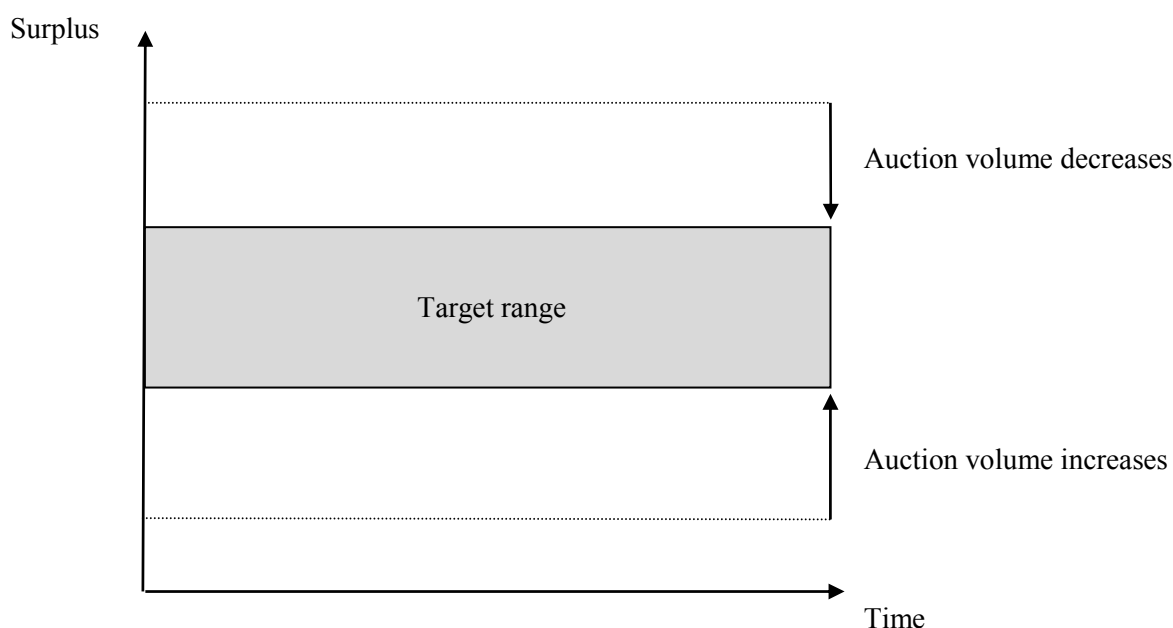 Surplus
Auction volume decreases
Target range
Auction volume increases
Time